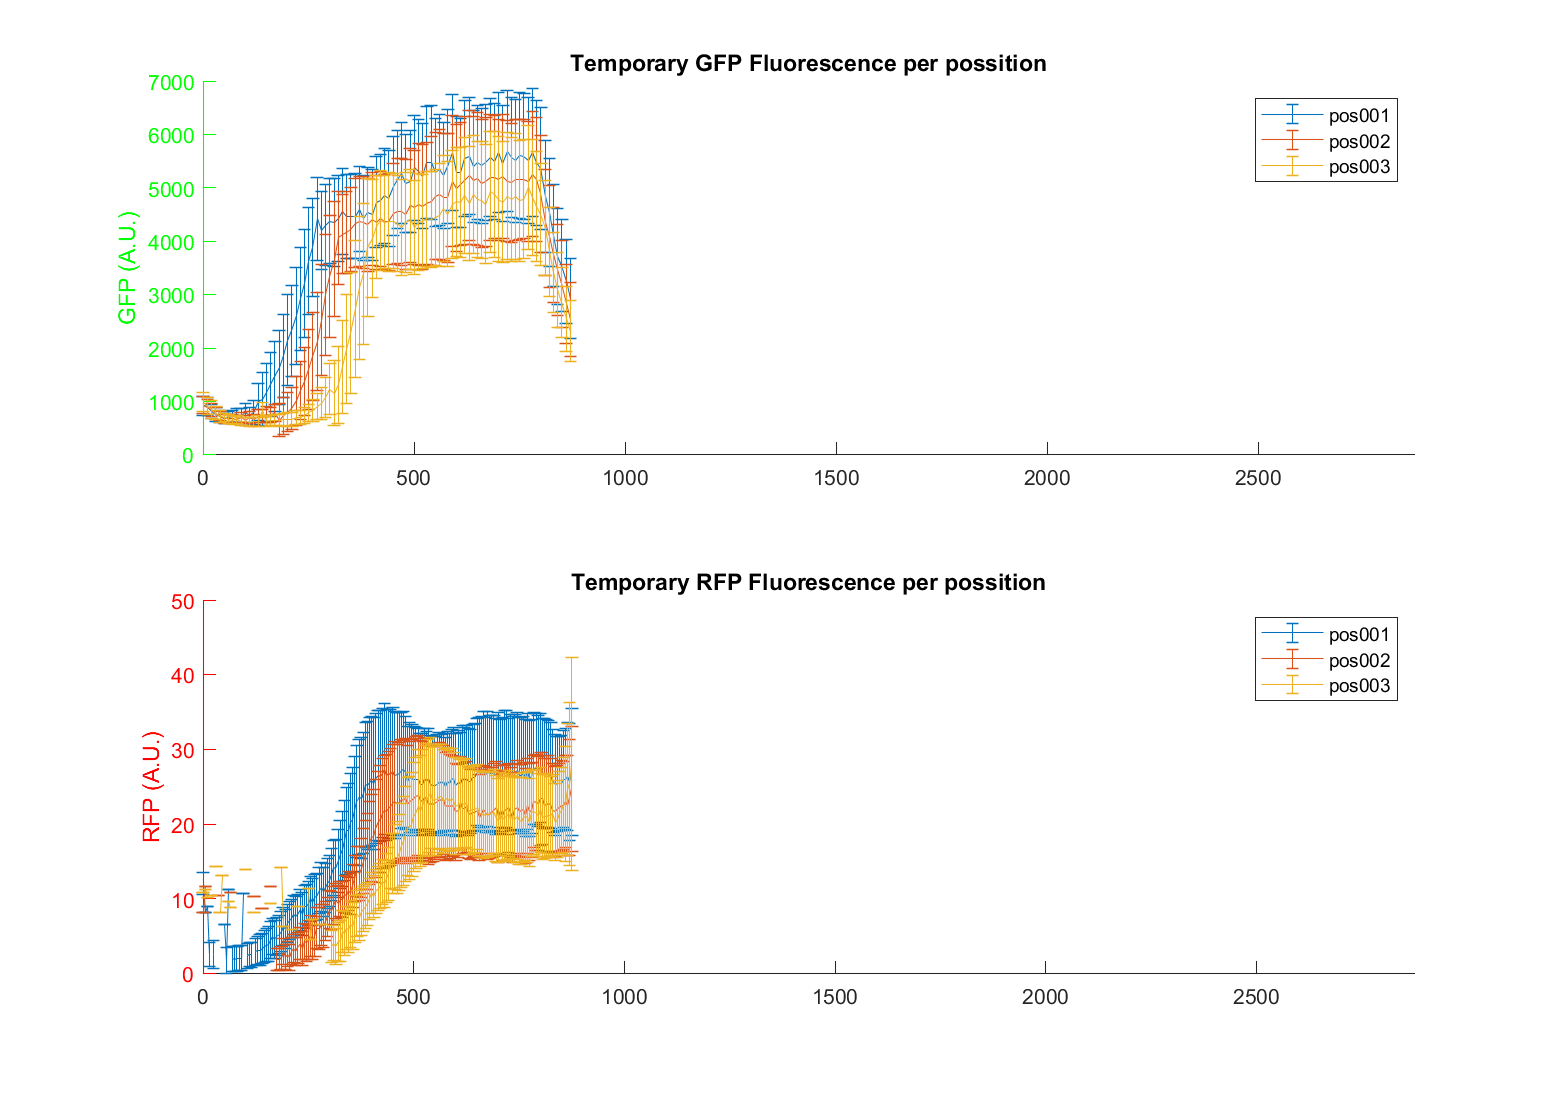 Temporary GFP Fluorescence per possition
7000
6000
5000
4000
3000
2000
1000
0
GFP (A.U.)
pos001
pos002
pos003
0 500 1000 1500 2000 2500
Temporary RFP Fluorescence per possition
50
40
30
20
10
0
RFP (A.U.)
pos001
pos002
pos003
0 500 1000 1500 2000 2500